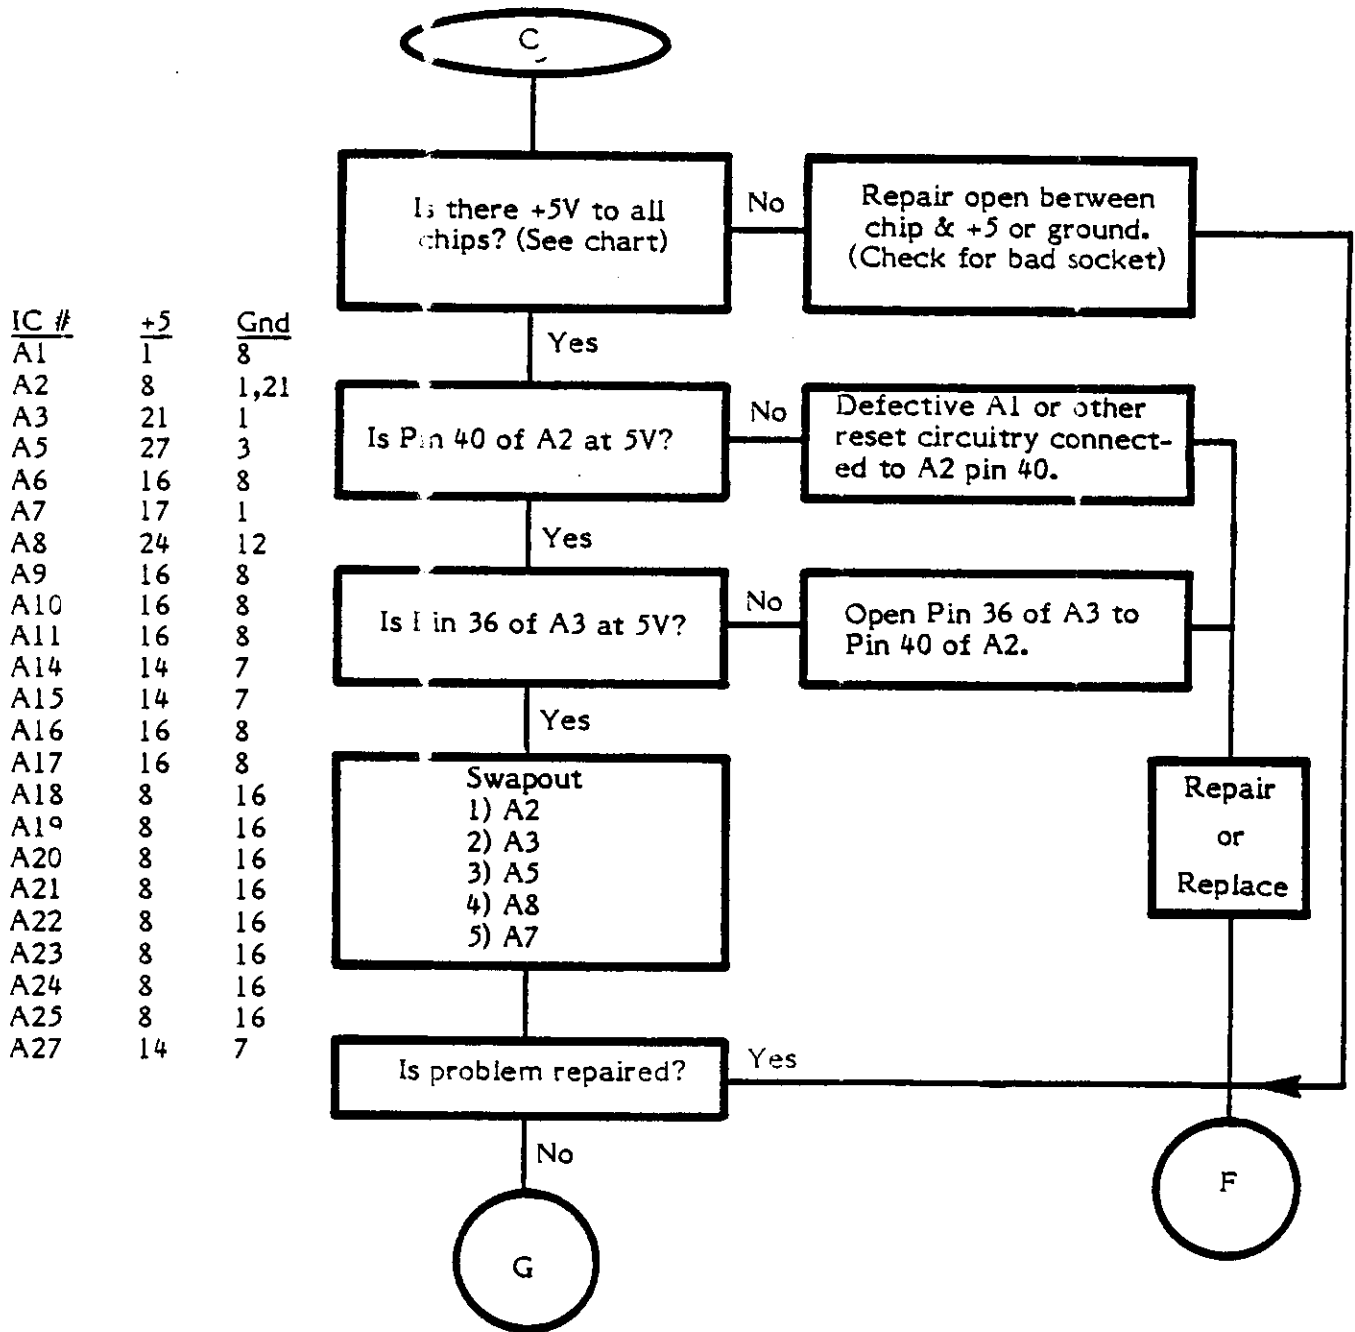 C
Is there +5V to all
chips? (See chart)
No
Repair open between
chip & +5 or ground.
(Check for bad socket)
Yes
IC # +5 Gnd
A1 1 8
A2 8 1,21
A3 21 1
A5 27 3
A6 16 8
A7 17 1
A8 24 12
A9 16 8
A10 16 8
A11 16 8
A14 14 7
A15 14 7
A16 16 8
A17 16 8
A18 8 16
A19 8 16
A20 8 16
A21 8 16
A22 8 16
A23 8 16
A24 8 16
A25 8 16
A27 14 7
Is Pin 40 of A2 at 5V?
No
Defective A1 or other
reset circuitry connect-
ed to A2 pin 40.
Yes
Is Pin 36 of A3 at 5V?
No
Open Pin 36 of A3 to
Pin 40 of A2.
Yes
Swapout
1) A2
2) A3
3) A5
4) A8
5) A7
Repair
or
Replace
Is problem repaired?
Yes
No
F
G